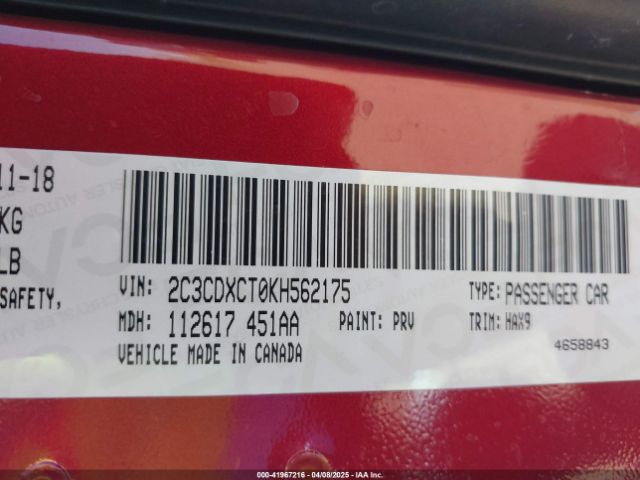 11-18
KG
LB
SAFETY,
VIN: 2C3CDXCT0KH562175 TYPE: PASSENGER CAR
MDH: 112617 451AA PAINT: PRV TRIM: HAX9
VEHICLE MADE IN CANADA 4658843
000-41967216 - 04/08/2025 - IAA Inc.